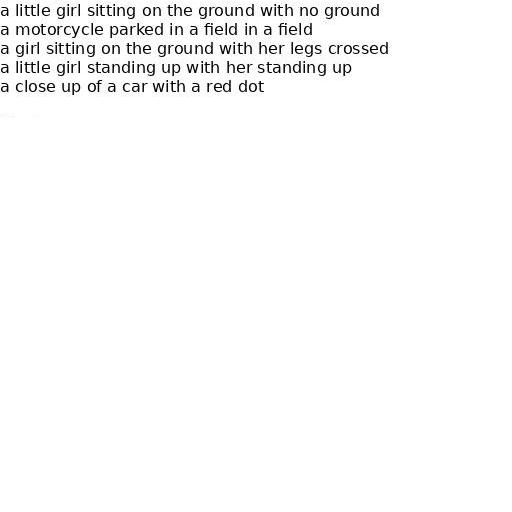 a little girl sitting on the ground with no ground
a motorcycle parked in a field in a field
a girl sitting on the ground with her legs crossed
a little girl standing up with her standing up
a close up of a car with a red dot